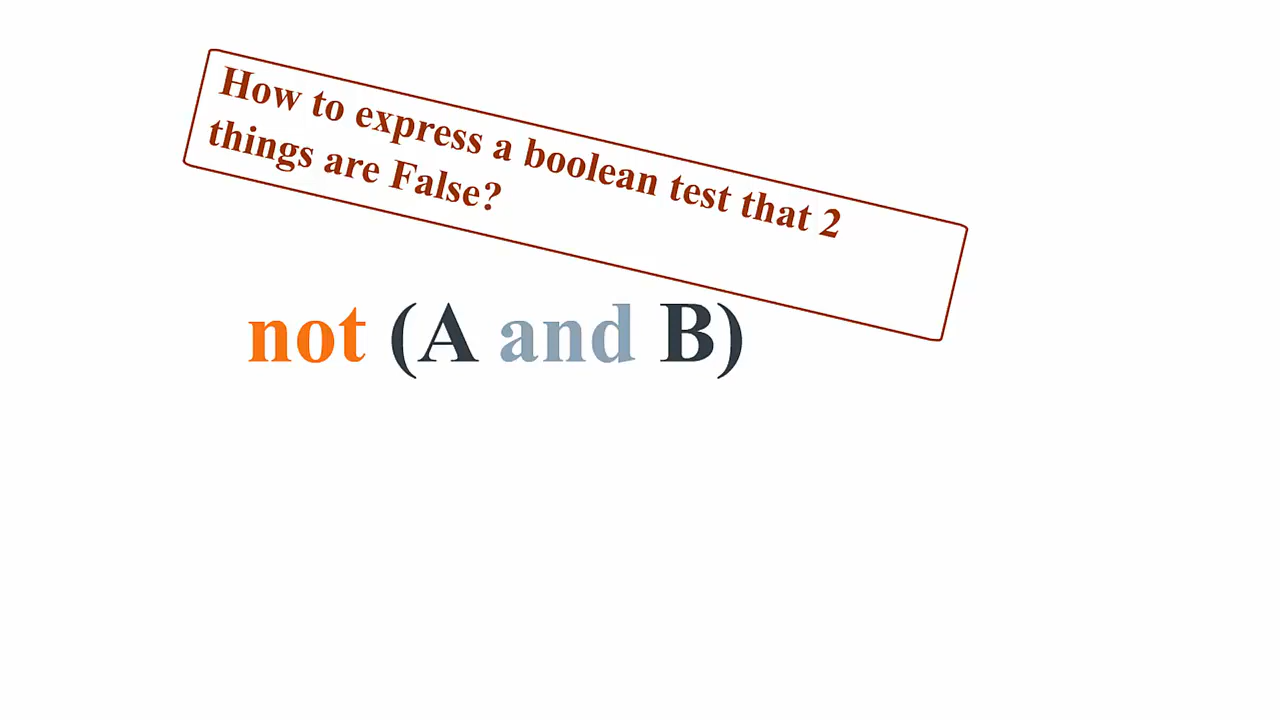 How to express a boolean test that 2
things are False?
not (A and B)